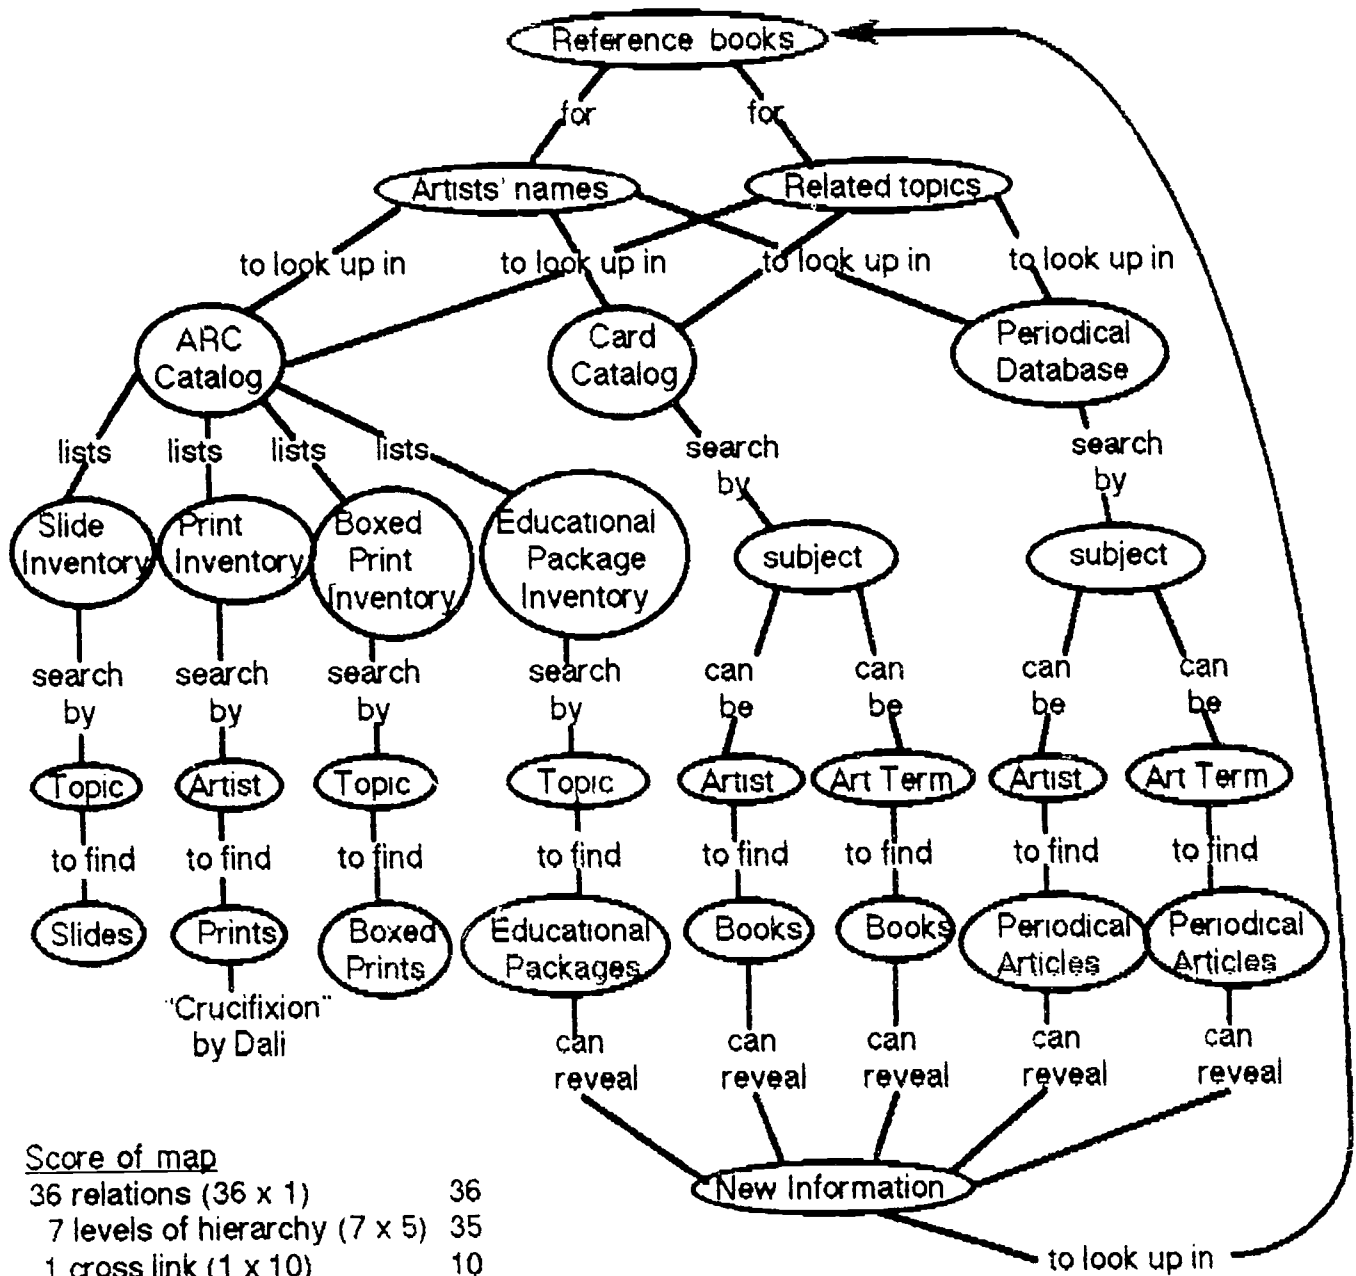 Reference books
for
for
Artists' names
Related topics
to look up in
to look up in
to look up in
to look up in
ARC
Catalog
Card
Catalog
Periodical
Database
lists
lists
lists
lists
search
by
search
by
Slide
Inventory
Print
Inventory
Boxed
Print
Inventory
Educational
Package
Inventory
subject
subject
search
by
search
by
search
by
search
by
can
be
can
be
can
be
can
be
Topic
Artist
Topic
Topic
Artist
Art Term
Artist
Art Term
to find
to find
to find
to find
to find
to find
to find
to find
Slides
Prints
Boxed
Prints
Educational
Packages
Books
Books
Periodical
Articles
Periodical
Articles
"Crucifixion"
by Dali
can
reveal
can
reveal
can
reveal
can
reveal
can
reveal
New Information
to look up in
Score of map
36 relations (36 x 1) 36
7 levels of hierarchy (7 x 5) 35
1 cross link (1 x 10) 10